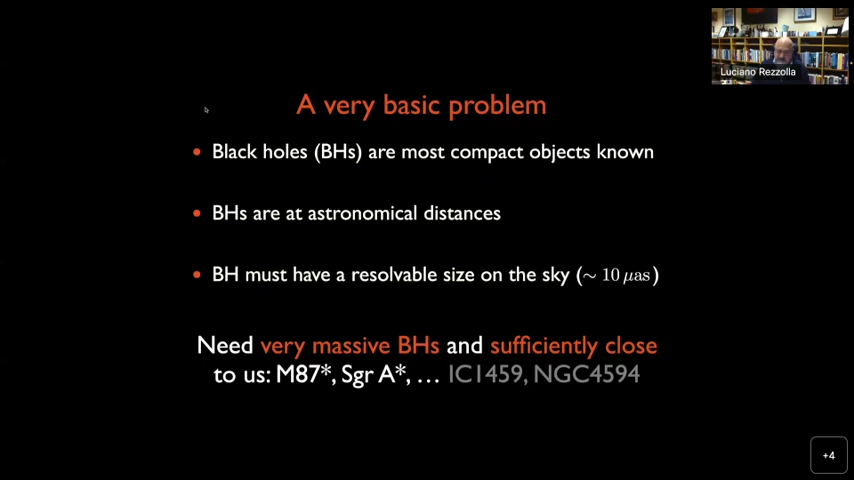 Luciano Rezzolla
A very basic problem
• Black holes (BHs) are most compact objects known
• BHs are at astronomical distances
• BH must have a resolvable size on the sky (∼ 10 μas)
Need very massive BHs and sufficiently close
to us: M87*, Sgr A*, … IC1459, NGC4594
+4